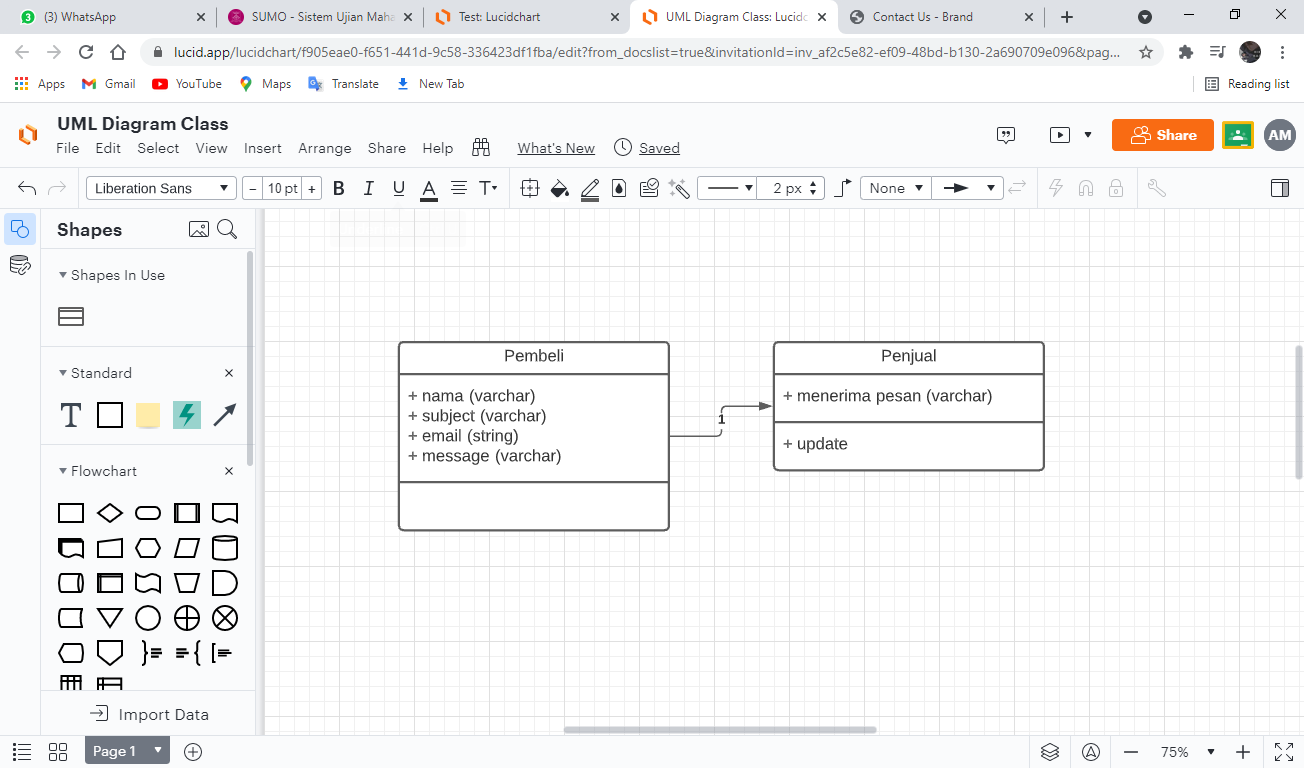 3
(3) WhatsApp
SUMO - Sistem Ujian Maha
Test: Lucidchart
UML Diagram Class: Lucid
Contact Us - Brand
lucid.app/lucidchart/f905eae0-f651-441d-9c58-336423df1fba/edit?from_docslist=true&invitationId=inv_af2c5e82-ef09-48bd-b130-2a690709e096&pag...
Apps
Gmail
YouTube
Maps
Translate
New Tab
Reading list
UML Diagram Class
File
Edit
Select
View
Insert
Arrange
Share
Help
What's New
Saved
Share
AM
Liberation Sans
− 10 pt +
B
I
U
A
T
2 px
None
Shapes
Shapes In Use
Standard
T
Flowchart
Import Data
Pembeli
+ nama (varchar)
+ subject (varchar)
+ email (string)
+ message (varchar)
1
Penjual
+ menerima pesan (varchar)
+ update
Page 1
75%